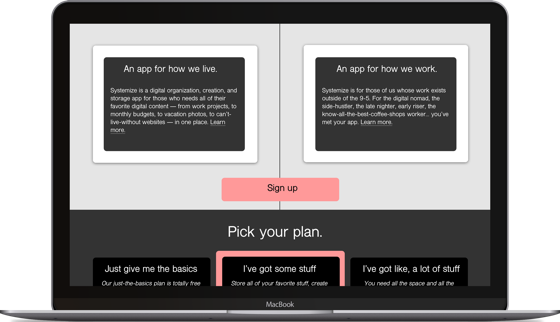 An app for how we live.
Systemize is a digital organization, creation, and
storage app for those who needs all of their
favorite digital content — from work projects, to
monthly budgets, to vacation photos, to can't-
live-without websites — in one place. Learn
more.
An app for how we work.
Systemize is for those of us whose work exists
outside of the 9-5. For the digital nomad, the
side-hustler, the late nighter, early riser, the
know-all-the-best-coffee-shops worker... you've
met your app. Learn more.
Sign up
Pick your plan.
Just give me the basics
Our just-the-basics plan is totally free
I've got some stuff
Store all of your favorite stuff, create
I've got like, a lot of stuff
You need all the space and all the
MacBook